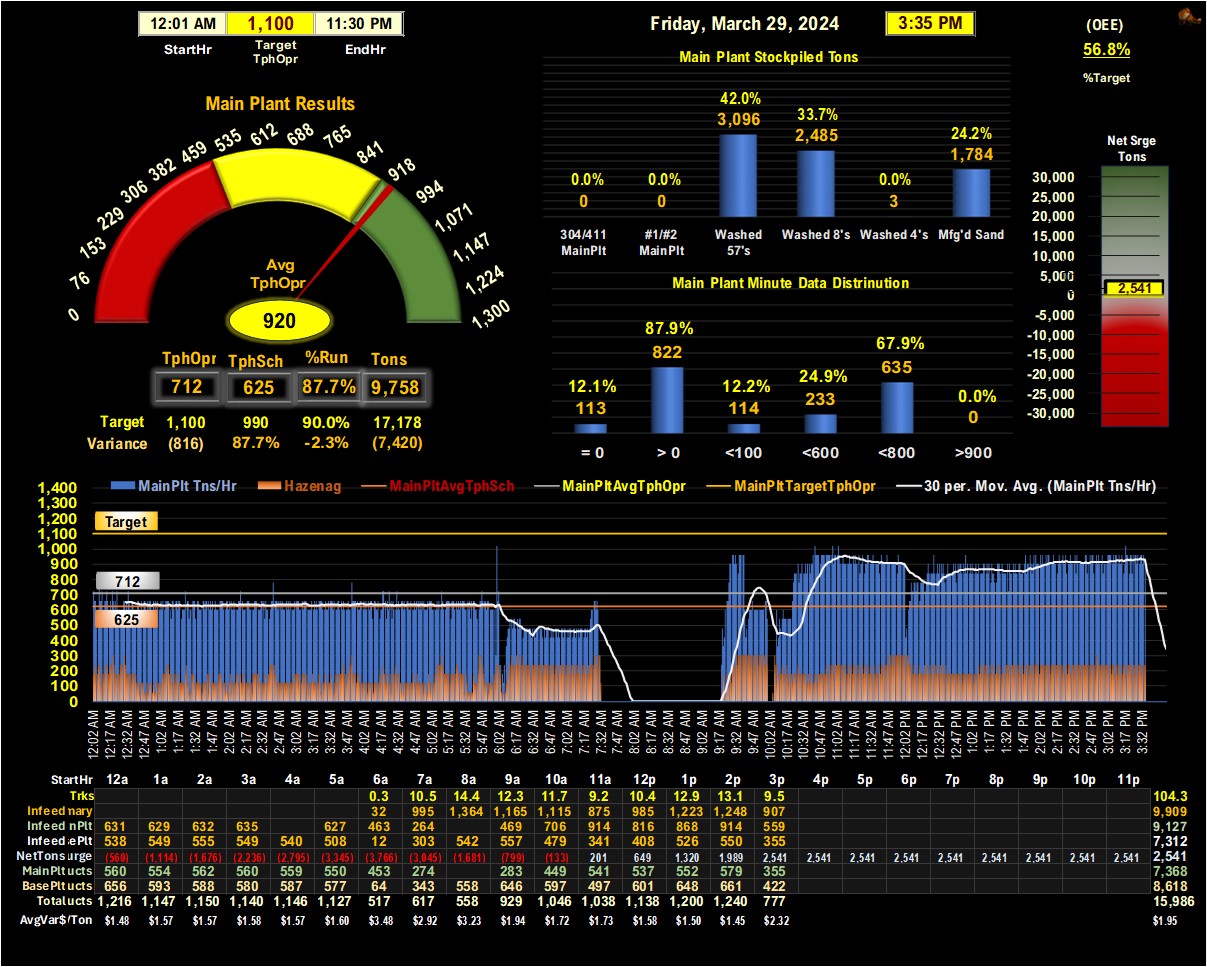 12:01 AM 1,100 11:30 PM
StartHr Target TphOpr EndHr
Friday, March 29, 2024 3:35 PM
(OEE)
56.8%
%Target
Main Plant Results
0 76 153 229 306 382 459 535 612 688 765 841 918 994 1,071 1,147 1,224 1,300
Avg
TphOpr
920
TphOpr TphSch %Run Tons
712 625 87.7% 9,758
Target 1,100 990 90.0% 17,178
Variance (816) 87.7% -2.3% (7,420)
Main Plant Stockpiled Tons
0.0% 0.0% 42.0% 33.7% 0.0% 24.2%
0 0 3,096 2,485 3 1,784
304/411 MainPlt #1/#2 MainPlt Washed 57's Washed 8's Washed 4's Mfg'd Sand
Main Plant Minute Data Distrinution
12.1% 87.9% 12.2% 24.9% 67.9% 0.0%
113 822 114 233 635 0
= 0 > 0 <100 <600 <800 >900
Net Srge
Tons
30,000
25,000
20,000
15,000
10,000
5,000
2,541
0
-5,000
-10,000
-15,000
-20,000
-25,000
-30,000
MainPlt Tns/Hr Hazenag MainPltAvgTphSch MainPltAvgTphOpr MainPltTargetTphOpr 30 per. Mov. Avg. (MainPlt Tns/Hr)
1,400
1,300
1,200
1,100
1,000
900
800
700
600
500
400
300
200
100
0
Target
712
625
12:02 AM 12:17 AM 12:32 AM 12:47 AM 1:02 AM 1:17 AM 1:32 AM 1:47 AM 2:02 AM 2:17 AM 2:32 AM 2:47 AM 3:02 AM 3:17 AM 3:32 AM 3:47 AM 4:02 AM 4:17 AM 4:32 AM 4:47 AM 5:02 AM 5:17 AM 5:32 AM 5:47 AM 6:02 AM 6:17 AM 6:32 AM 6:47 AM 7:02 AM 7:17 AM 7:32 AM 7:47 AM 8:02 AM 8:17 AM 8:32 AM 8:47 AM 9:02 AM 9:17 AM 9:32 AM 9:47 AM 10:02 AM 10:17 AM 10:32 AM 10:47 AM 11:02 AM 11:17 AM 11:32 AM 11:47 AM 12:02 PM 12:17 PM 12:32 PM 12:47 PM 1:02 PM 1:17 PM 1:32 PM 1:47 PM 2:02 PM 2:17 PM 2:32 PM 2:47 PM 3:02 PM 3:17 PM 3:32 PM
StartHr 12a 1a 2a 3a 4a 5a 6a 7a 8a 9a 10a 11a 12p 1p 2p 3p 4p 5p 6p 7p 8p 9p 10p 11p
Trks 0.3 10.5 14.4 12.3 11.7 9.2 10.4 12.9 13.1 9.5 104.3
Infeed nary 32 995 1,364 1,165 1,115 875 985 1,223 1,248 907 9,909
Infeed nPlt 631 629 632 635 627 463 264 469 706 914 816 868 914 559 9,127
Infeed ePlt 538 549 555 549 540 508 12 303 542 557 479 341 408 526 550 355 7,312
NetTons urge (560) (1,114) (1,676) (2,236) (2,795) (3,345) (3,766) (3,045) (1,681) (799) (133) 201 649 1,320 1,989 2,541 2,541 2,541 2,541 2,541 2,541 2,541 2,541 2,541 2,541
MainPlt ucts 560 554 562 560 559 550 453 274 283 449 541 537 552 579 355 7,368
BasePlt ucts 656 593 588 580 587 577 64 343 558 646 597 497 601 648 661 422 8,618
Total ucts 1,216 1,147 1,150 1,140 1,146 1,127 517 617 558 929 1,046 1,038 1,138 1,200 1,240 777 15,986
AvgVar$/Ton $1.48 $1.57 $1.57 $1.58 $1.57 $1.60 $3.48 $2.92 $3.23 $1.94 $1.72 $1.73 $1.58 $1.50 $1.45 $2.32 $1.95